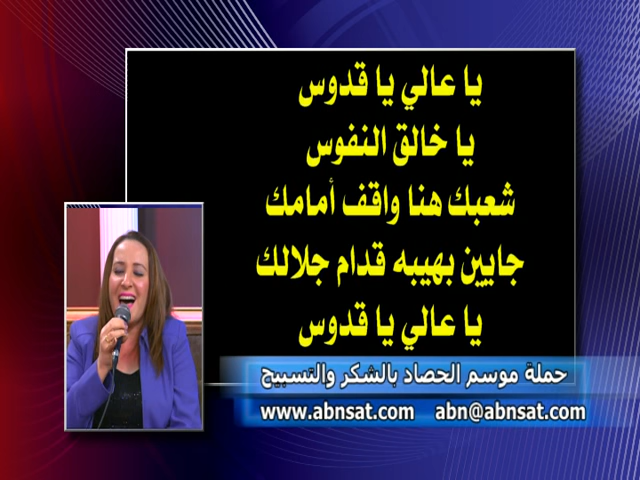 يا عالي يا قدوس
يا خالق النفوس
شعبك هنا واقف أمامك
جايين بهيبه قدام جلالك
يا عالي يا قدوس
حملة موسم الحصاد بالشكر والتسبيح
www.abnsat.com abn@abnsat.com